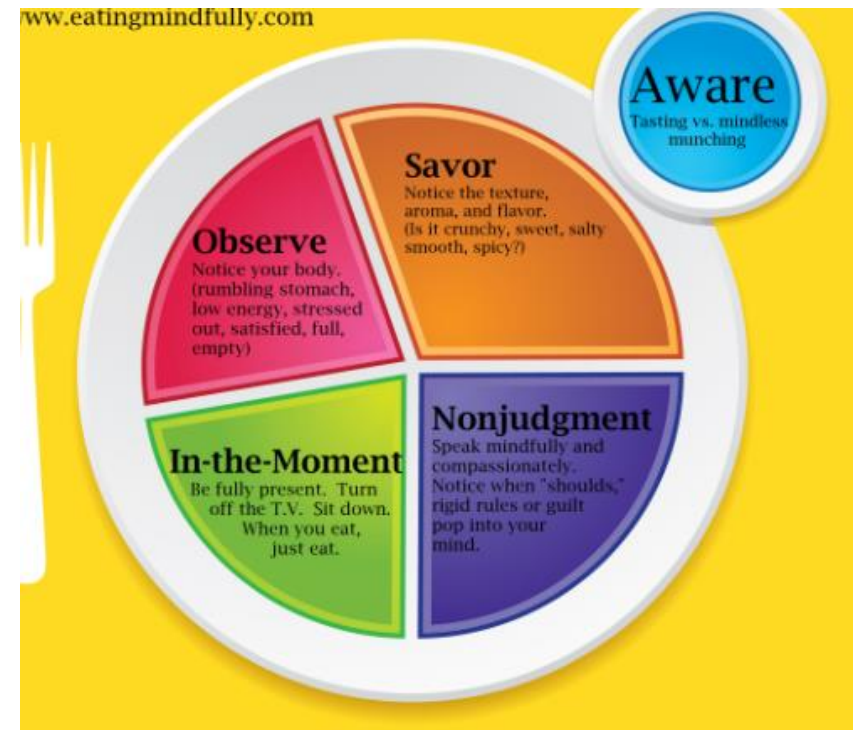 www.eatingmindfully.com
Aware
Tasting vs. mindless
munching
Savor
Notice the texture,
aroma, and flavor.
(Is it crunchy, sweet, salty
smooth, spicy?)
Observe
Notice your body.
(rumbling stomach,
low energy, stressed
out, satisfied, full,
empty)
In-the-Moment
Be fully present. Turn
off the T.V. Sit down.
When you eat,
just eat.
Nonjudgment
Speak mindfully and
compassionately.
Notice when "shoulds,"
rigid rules or guilt
pop into your
mind.